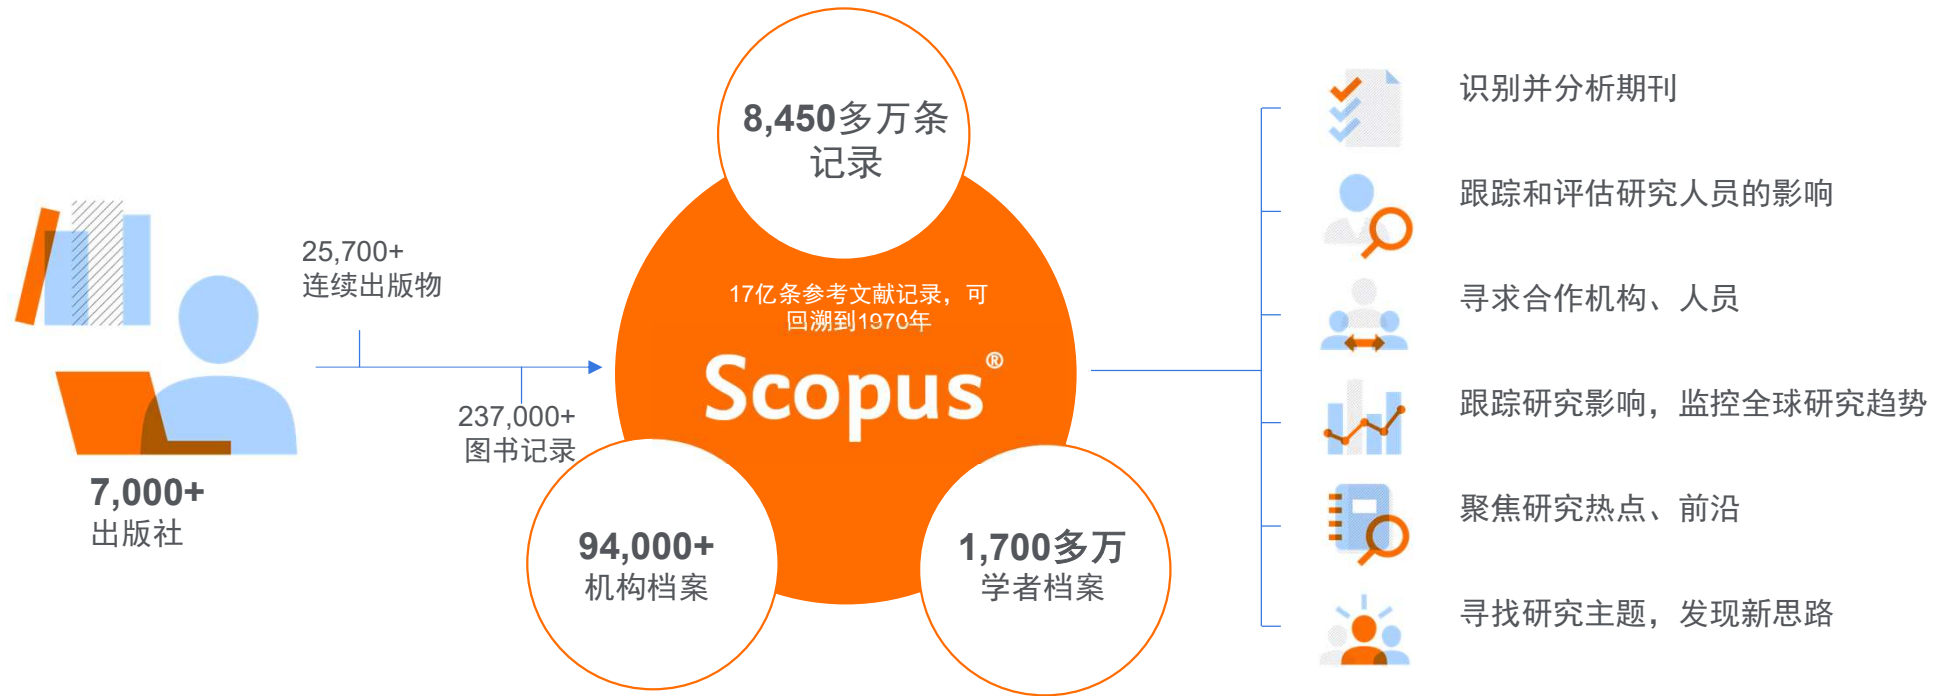 7,000+
出版社
25,700+
连续出版物
237,000+
图书记录
8,450多万条
记录
17亿条参考文献记录，可
回溯到1970年
Scopus®
94,000+
机构档案
1,700多万
学者档案
识别并分析期刊
跟踪和评估研究人员的影响
寻求合作机构、人员
跟踪研究影响，监控全球研究趋势
聚焦研究热点、前沿
寻找研究主题，发现新思路